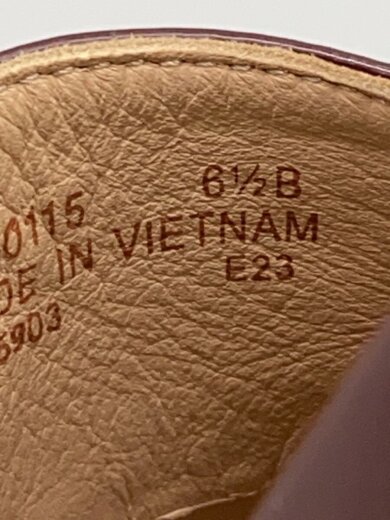 6½B
0115
DE IN VIETNAM
E23
5903